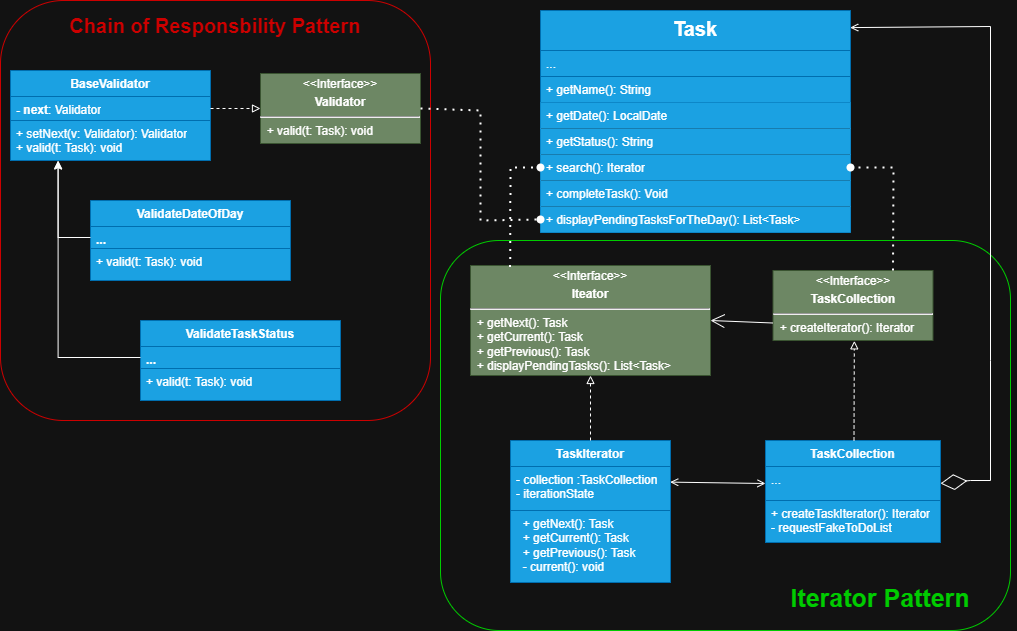 Chain of Responsbility Pattern
BaseValidator
- next: Validator
+ setNext(v: Validator): Validator
+ valid(t: Task): void
<<Interface>>
Validator
+ valid(t: Task): void
ValidateDateOfDay
...
+ valid(t: Task): void
ValidateTaskStatus
...
+ valid(t: Task): void
Task
...
+ getName(): String
+ getDate(): LocalDate
+ getStatus(): String
+ search(): Iterator
+ completeTask(): Void
+ displayPendingTasksForTheDay(): List<Task>
<<Interface>>
Iteator
+ getNext(): Task
+ getCurrent(): Task
+ getPrevious(): Task
+ displayPendingTasks(): List<Task>
<<Interface>>
TaskCollection
+ createIterator(): Iterator
TaskIterator
- collection :TaskCollection
- iterationState
+ getNext(): Task
+ getCurrent(): Task
+ getPrevious(): Task
- current(): void
TaskCollection
...
+ createTaskIterator(): Iterator
- requestFakeToDoList
Iterator Pattern